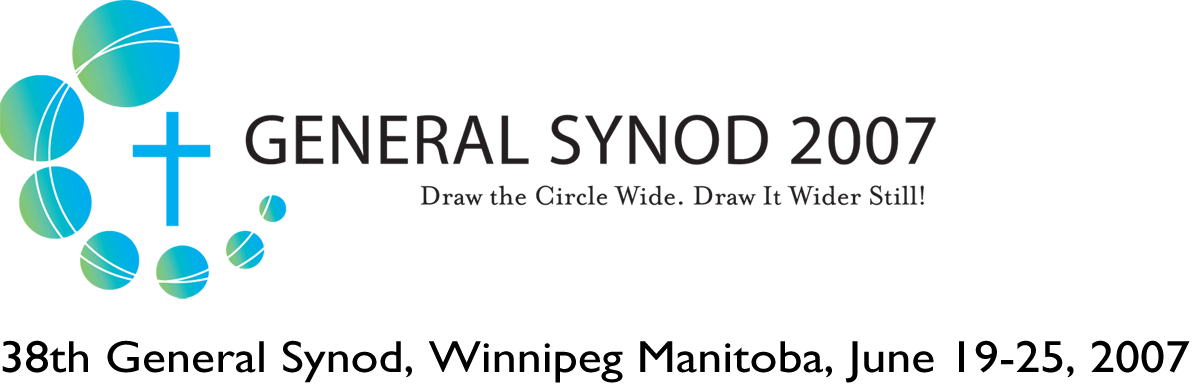 GENERAL SYNOD 2007
Draw the Circle Wide. Draw It Wider Still!
38th General Synod, Winnipeg Manitoba, June 19-25, 2007